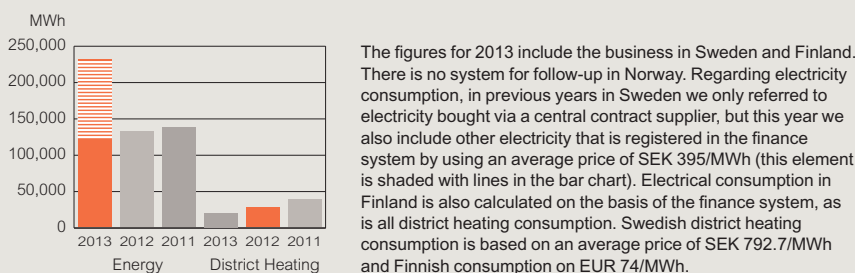 MWh
250,000
200,000
150,000
100,000
50,000
0
2013 2012 2011 2013 2012 2011
Energy District Heating
The figures for 2013 include the business in Sweden and Finland.
There is no system for follow-up in Norway. Regarding electricity
consumption, in previous years in Sweden we only referred to
electricity bought via a central contract supplier, but this year we
also include other electricity that is registered in the finance
system by using an average price of SEK 395/MWh (this element
is shaded with lines in the bar chart). Electrical consumption in
Finland is also calculated on the basis of the finance system, as
is all district heating consumption. Swedish district heating
consumption is based on an average price of SEK 792.7/MWh
and Finnish consumption on EUR 74/MWh.